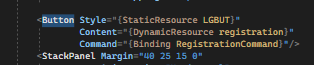 <Button Style="{StaticResource LGBUT}"
Content="{DynamicResource registration}"
Command="{Binding RegistrationCommand}"/>
<StackPanel Margin="40 25 15 0"